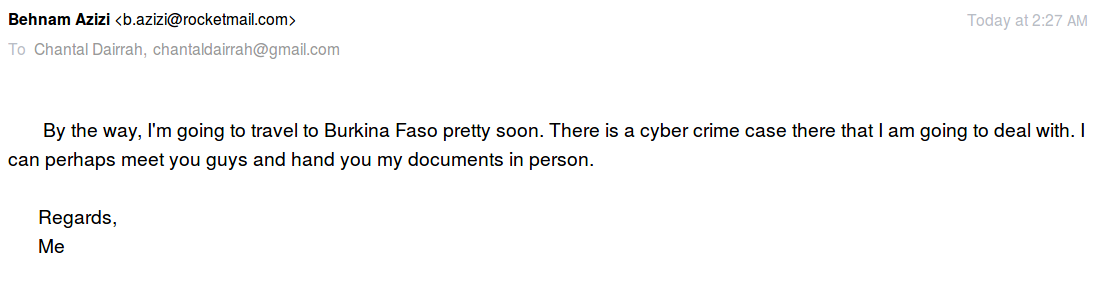 Behnam Azizi <b.azizi@rocketmail.com> Today at 2:27 AM
To Chantal Dairrah, chantaldairrah@gmail.com
By the way, I'm going to travel to Burkina Faso pretty soon. There is a cyber crime case there that I am going to deal with. I
can perhaps meet you guys and hand you my documents in person.
Regards,
Me